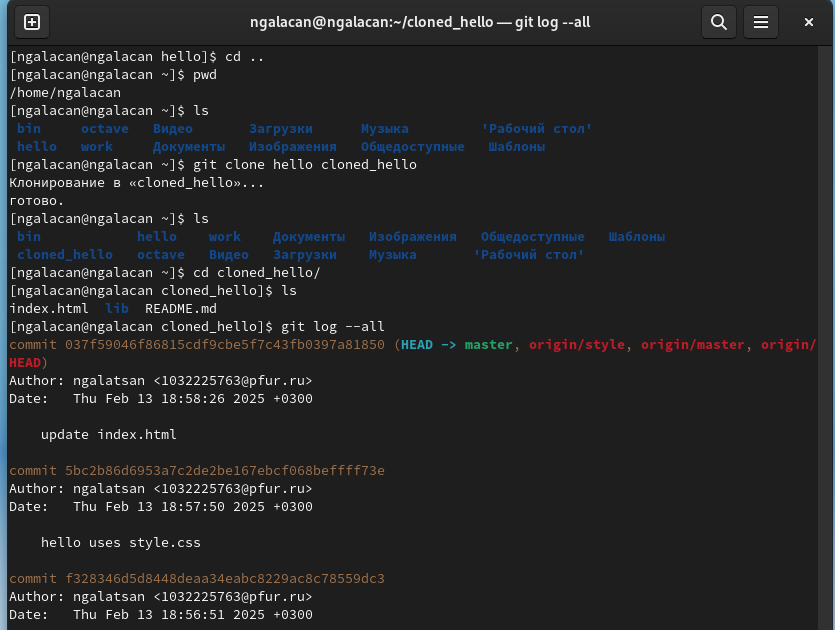 ngalacan@ngalacan:~/cloned_hello — git log --all
[ngalacan@ngalacan hello]$ cd ..
[ngalacan@ngalacan ~]$ pwd
/home/ngalacan
[ngalacan@ngalacan ~]$ ls
bin octave Видео Загрузки Музыка 'Рабочий стол'
hello work Документы Изображения Общедоступные Шаблоны
[ngalacan@ngalacan ~]$ git clone hello cloned_hello
Клонирование в «cloned_hello»...
готово.
[ngalacan@ngalacan ~]$ ls
bin hello work Документы Изображения Общедоступные Шаблоны
cloned_hello octave Видео Загрузки Музыка 'Рабочий стол'
[ngalacan@ngalacan ~]$ cd cloned_hello/
[ngalacan@ngalacan cloned_hello]$ ls
index.html lib README.md
[ngalacan@ngalacan cloned_hello]$ git log --all
commit 037f59046f86815cdf9cbe5f7c43fb0397a81850 (HEAD -> master, origin/style, origin/master, origin/
HEAD)
Author: ngalatsan <1032225763@pfur.ru>
Date: Thu Feb 13 18:58:26 2025 +0300
update index.html
commit 5bc2b86d6953a7c2de2be167ebcf068beffff73e
Author: ngalatsan <1032225763@pfur.ru>
Date: Thu Feb 13 18:57:50 2025 +0300
hello uses style.css
commit f328346d5d8448deaa34eabc8229ac8c78559dc3
Author: ngalatsan <1032225763@pfur.ru>
Date: Thu Feb 13 18:56:51 2025 +0300